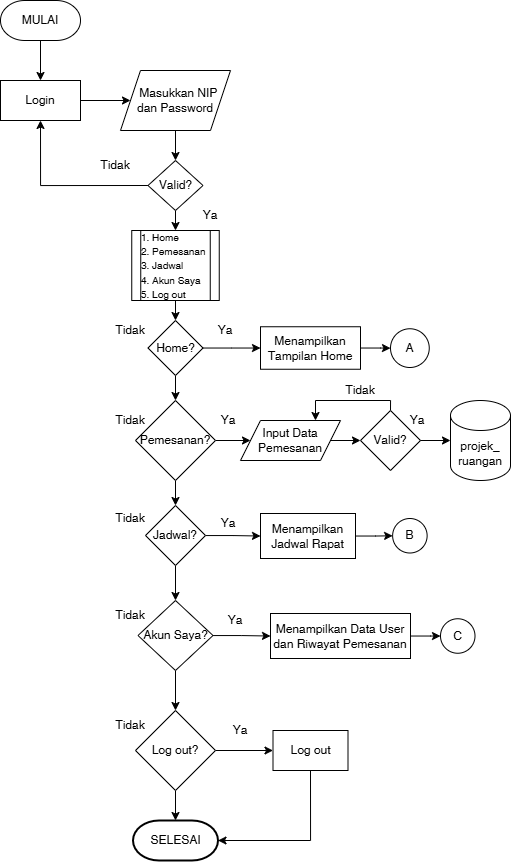 MULAI
Login
Masukkan NIP
dan Password
Tidak
Valid?
Ya
1. Home
2. Pemesanan
3. Jadwal
4. Akun Saya
5. Log out
Tidak
Ya
Home?
Menampilkan
Tampilan Home
A
Tidak
Tidak
Ya
Ya
Pemesanan?
Input Data
Pemesanan
Valid?
projek_
ruangan
Tidak
Ya
Jadwal?
Menampilkan
Jadwal Rapat
B
Tidak
Ya
Akun Saya?
Menampilkan Data User
dan Riwayat Pemesanan
C
Tidak
Ya
Log out?
Log out
SELESAI